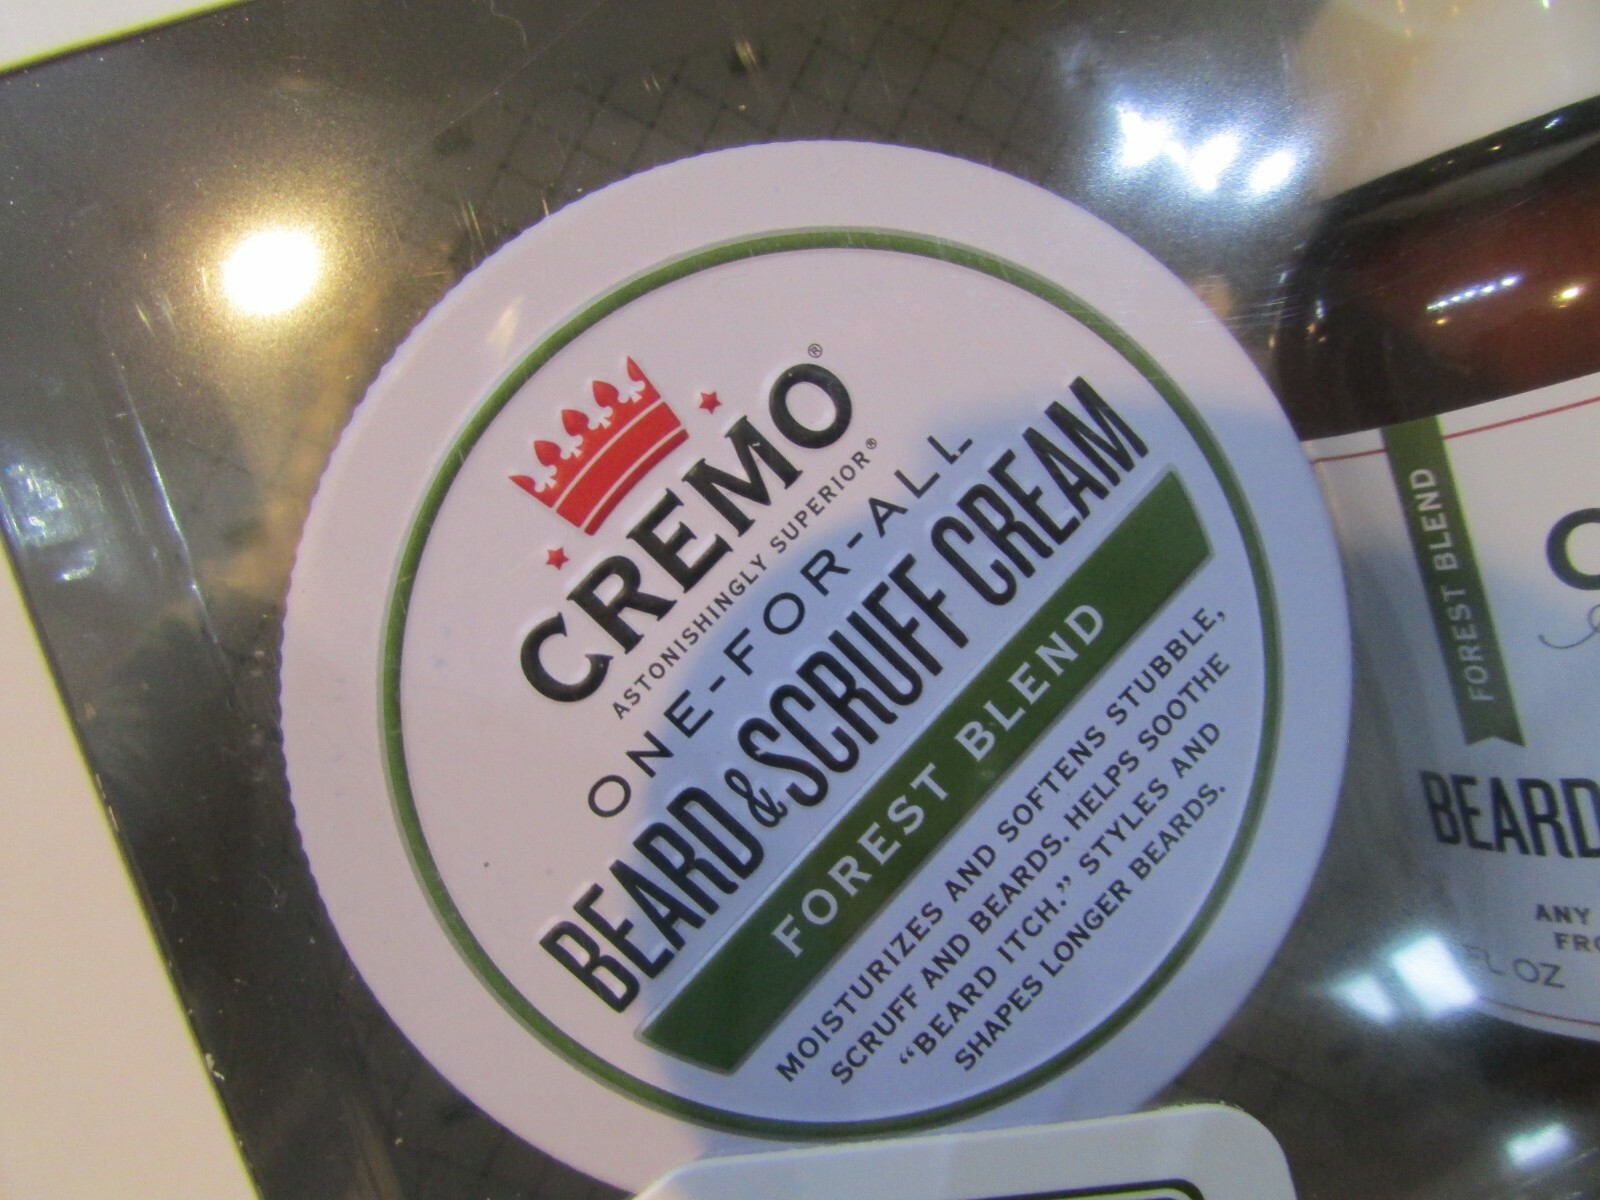 CREMO®
ASTONISHINGLY SUPERIOR®
ONE-FOR-ALL
BEARD & SCRUFF CREAM
FOREST BLEND
MOISTURIZES AND SOFTENS STUBBLE,
SCRUFF AND BEARDS. HELPS SOOTHE
“BEARD ITCH.” STYLES AND
SHAPES LONGER BEARDS.
FOREST BLEND
BEARD
ANY
FL OZ